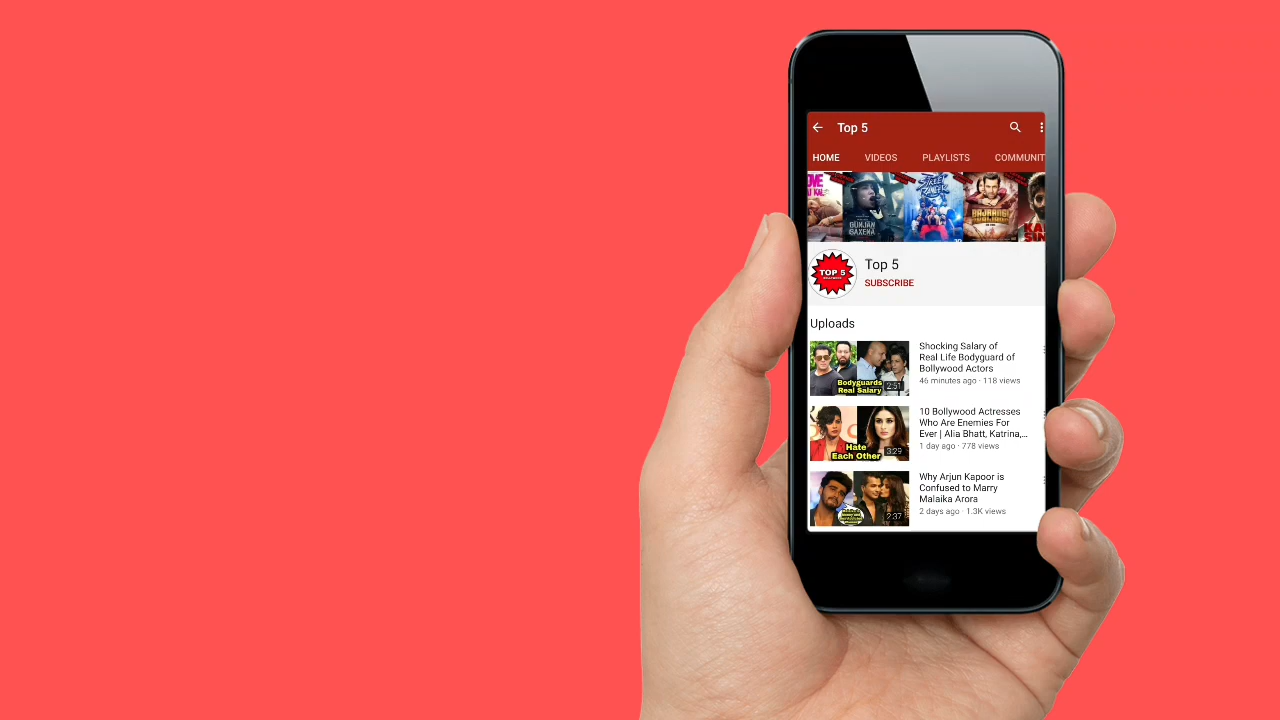 Top 5
HOME VIDEOS PLAYLISTS COMMUNIT
GUNJAN
SAXENA
STREET
DANCER
BAJRANGI
TOP 5
Top 5
SUBSCRIBE
Uploads
Bodyguards
Real Salary
2:51
Shocking Salary of
Real Life Bodyguard of
Bollywood Actors
46 minutes ago · 118 views
Hate
Each Other
3:29
10 Bollywood Actresses
Who Are Enemies For
Ever | Alia Bhatt, Katrina,...
1 day ago · 778 views
2:37
Why Arjun Kapoor is
Confused to Marry
Malaika Arora
2 days ago · 1.3K views